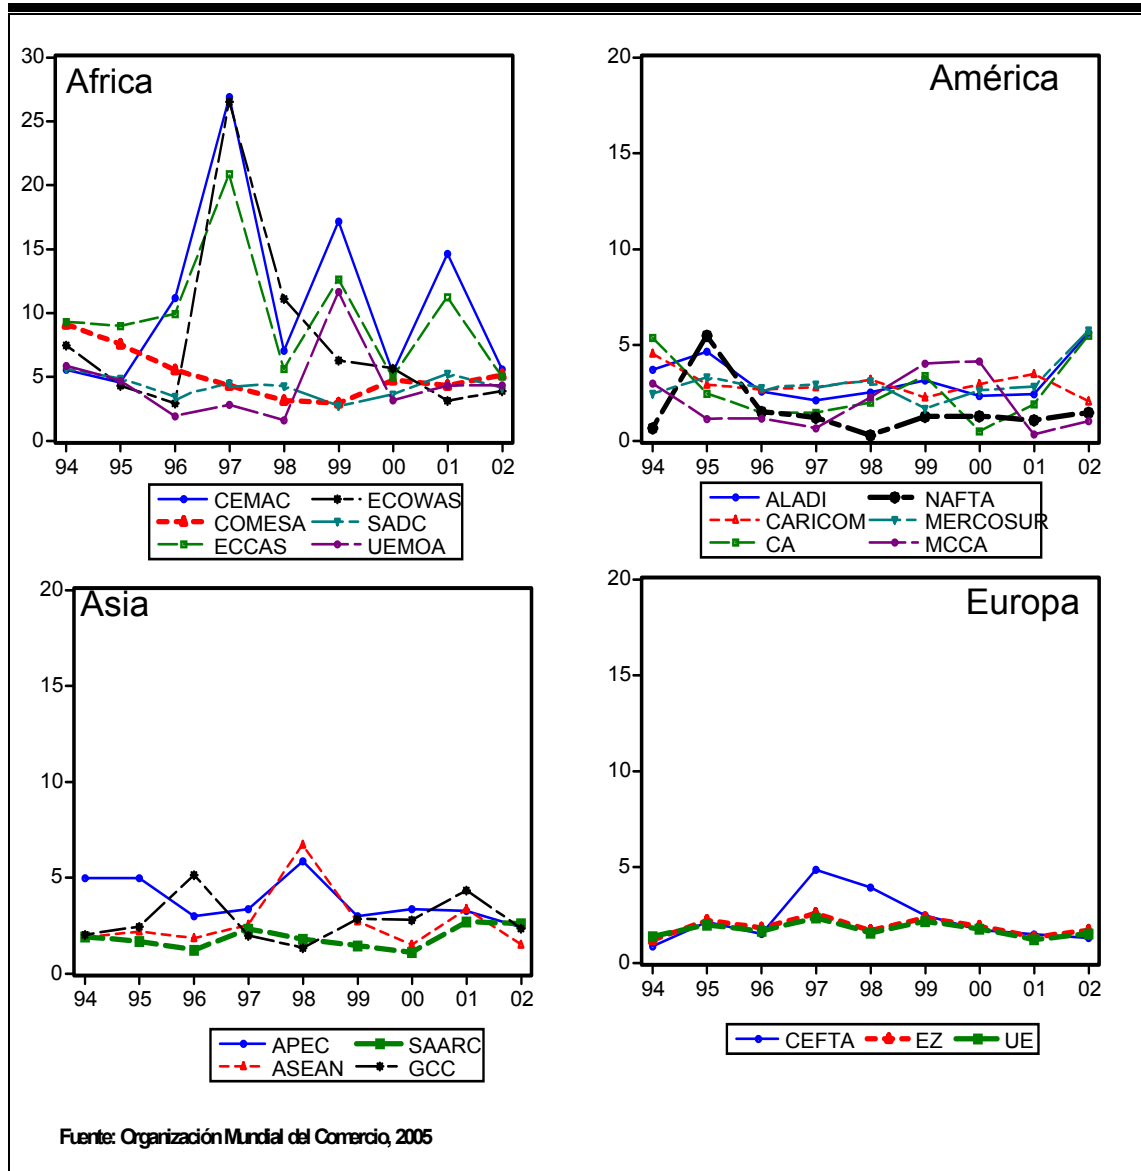 Africa
30
25
20
15
10
5
0
94 95 96 97 98 99 00 01 02
CEMAC ECOWAS
COMESA SADC
ECCAS UEMOA
América
20
15
10
5
0
94 95 96 97 98 99 00 01 02
ALADI NAFTA
CARICOM MERCOSUR
CA MCCA
Asia
20
15
10
5
0
94 95 96 97 98 99 00 01 02
APEC SAARC
ASEAN GCC
Europa
20
15
10
5
0
94 95 96 97 98 99 00 01 02
CEFTA EZ UE
Fuente: Organización Mundial del Comercio, 2005